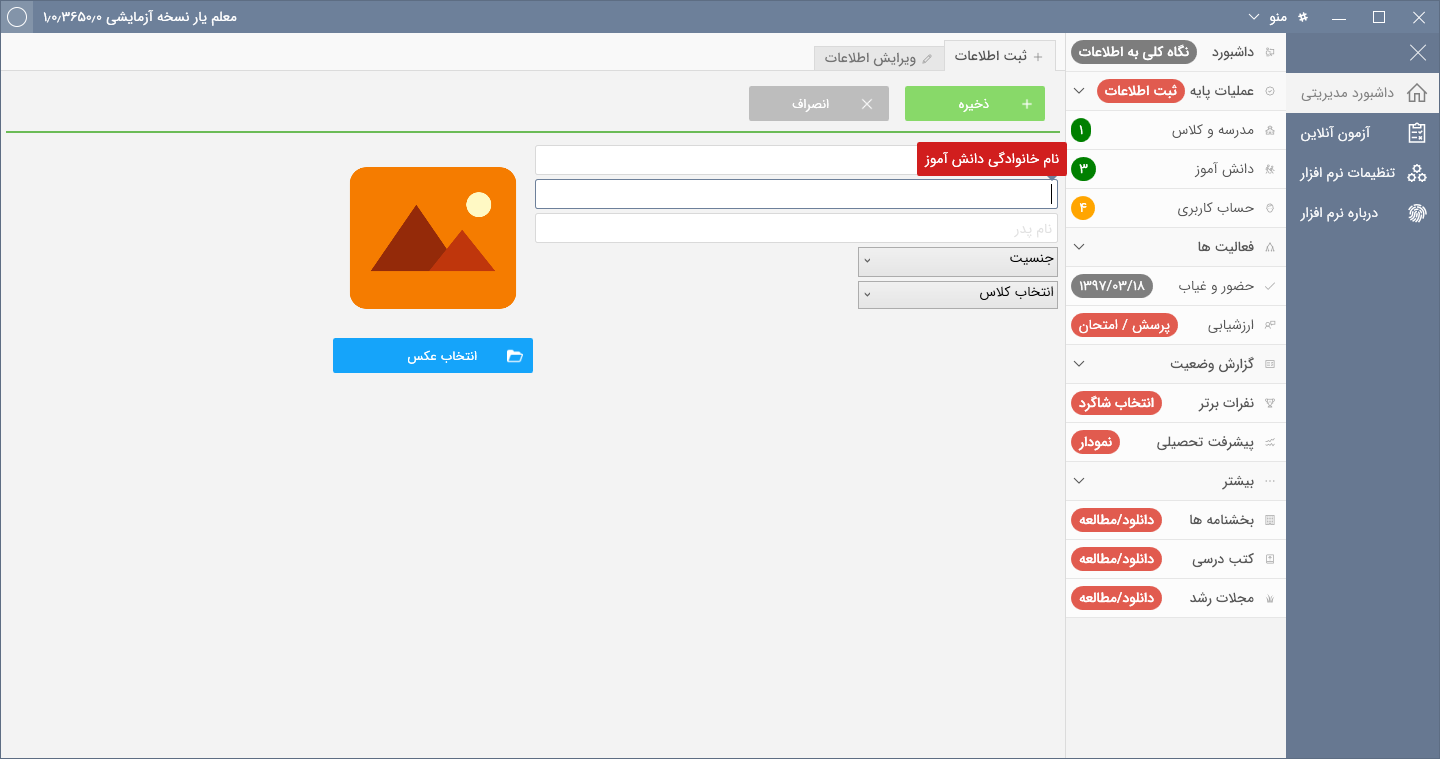 معلم یار نسخه آزمایشی ۱٫۰٫۳۶۵۰٫۰
منو
داشبورد مدیریتی
آزمون آنلاین
تنظیمات نرم افزار
درباره نرم افزار
داشبورد نگاه کلی به اطلاعات
عملیات پایه ثبت اطلاعات
مدرسه و کلاس ۱
دانش آموز ۳
حساب کاربری ۴
فعالیت ها
حضور و غیاب ۱۳۹۷/۰۳/۱۸
ارزشیابی پرسش / امتحان
گزارش وضعیت
نفرات برتر انتخاب شاگرد
پیشرفت تحصیلی نمودار
بیشتر
بخشنامه ها دانلود/مطالعه
کتب درسی دانلود/مطالعه
مجلات رشد دانلود/مطالعه
ثبت اطلاعات
ویرایش اطلاعات
ذخیره
انصراف
نام خانوادگی دانش آموز
نام پدر
جنسیت
انتخاب کلاس
انتخاب عکس